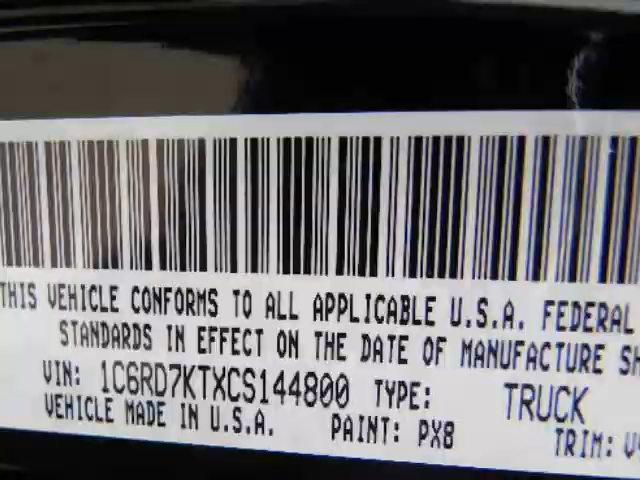 THIS VEHICLE CONFORMS TO ALL APPLICABLE U.S.A. FEDERAL
STANDARDS IN EFFECT ON THE DATE OF MANUFACTURE SH
VIN: 1C6RD7KTXCS144800 TYPE: TRUCK
VEHICLE MADE IN U.S.A. PAINT: PX8 TRIM: